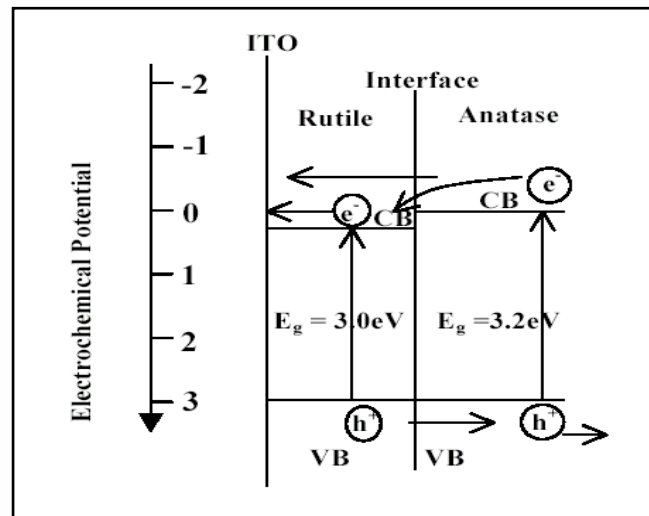 ITO
Interface
Rutile
Anatase
Electrochemical Potential
-2
-1
0
1
2
3
e-
CB
e-
CB
Eg = 3.0eV
Eg =3.2eV
h+
h+
VB
VB